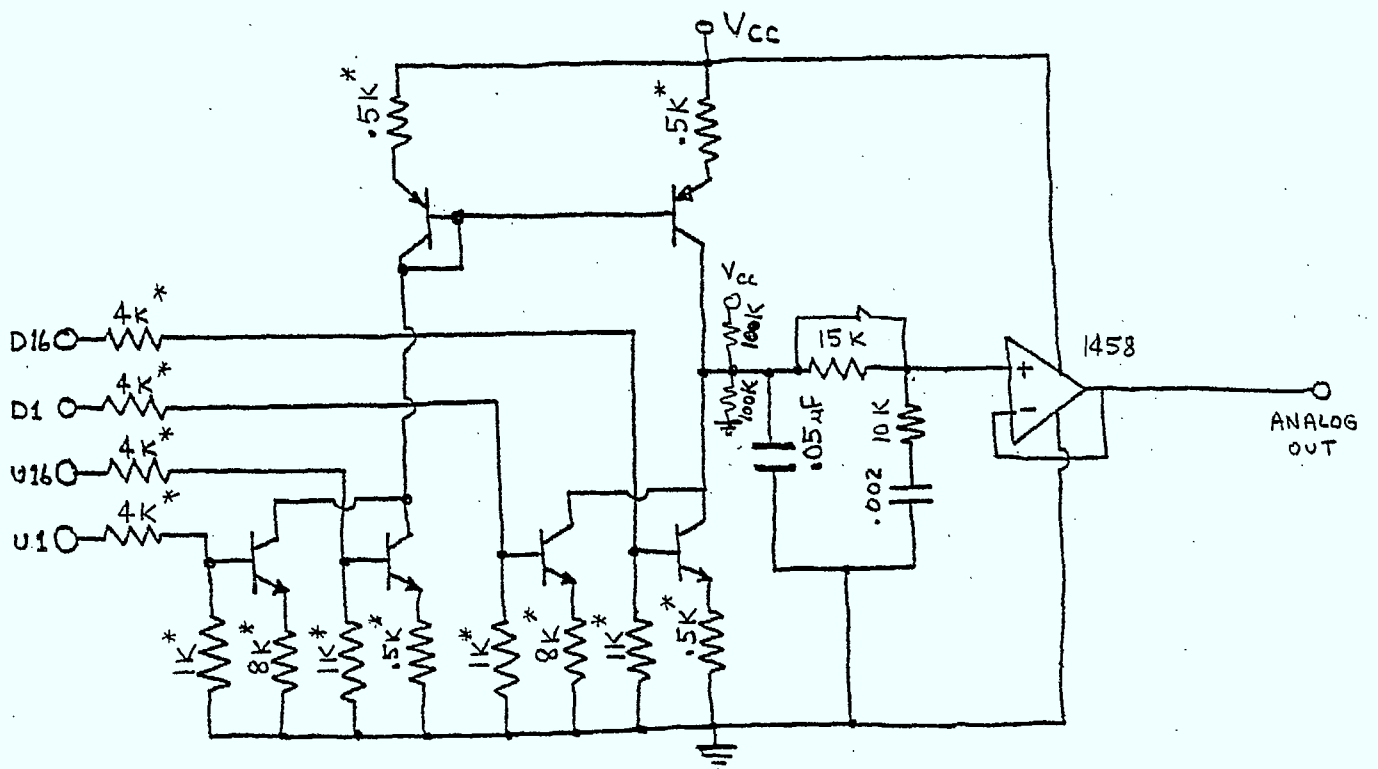 VCC
.5K*
.5K*
VCC
100K
100K
D16
4K*
D1
4K*
U16
4K*
U.1
4K*
15K
.05µF
10K
.002
+
-
1458
ANALOG
OUT
1K*
8K*
1K*
.5K*
1K*
8K*
1K*
.5K*